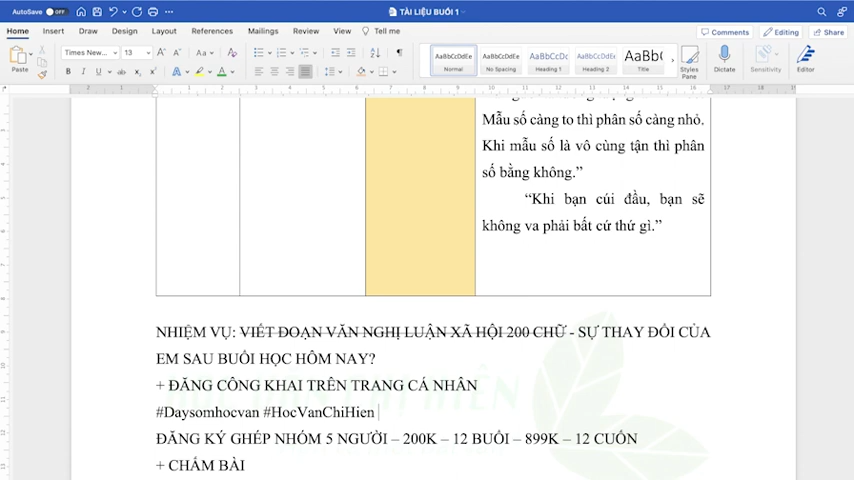 AutoSave OFF
TÀI LIỆU BUỔI 1
Home Insert Draw Design Layout References Mailings Review View Tell me
Comments Editing Share
Paste
Times New... 13
AaBbCcDdEe AaBbCcDdEe AaBbCcDc AaBbCcDdEe AaBb(
Normal No Spacing Heading 1 Heading 2 Title
Styles Pane
Dictate
Sensitivity
Editor
Mẫu số càng to thì phân số càng nhỏ.
Khi mẫu số là vô cùng tận thì phân
số bằng không.”
“Khi bạn cúi đầu, bạn sẽ
không va phải bất cứ thứ gì.”
NHIỆM VỤ: VIẾT ĐOẠN VĂN NGHỊ LUẬN XÃ HỘI 200 CHỮ - SỰ THAY ĐỔI CỦA
EM SAU BUỔI HỌC HÔM NAY?
+ ĐĂNG CÔNG KHAI TRÊN TRANG CÁ NHÂN
#Daysomhocvan #HocVanChiHien
ĐĂNG KÝ GHÉP NHÓM 5 NGƯỜI – 200K – 12 BUỔI – 899K – 12 CUỐN
+ CHẤM BÀI